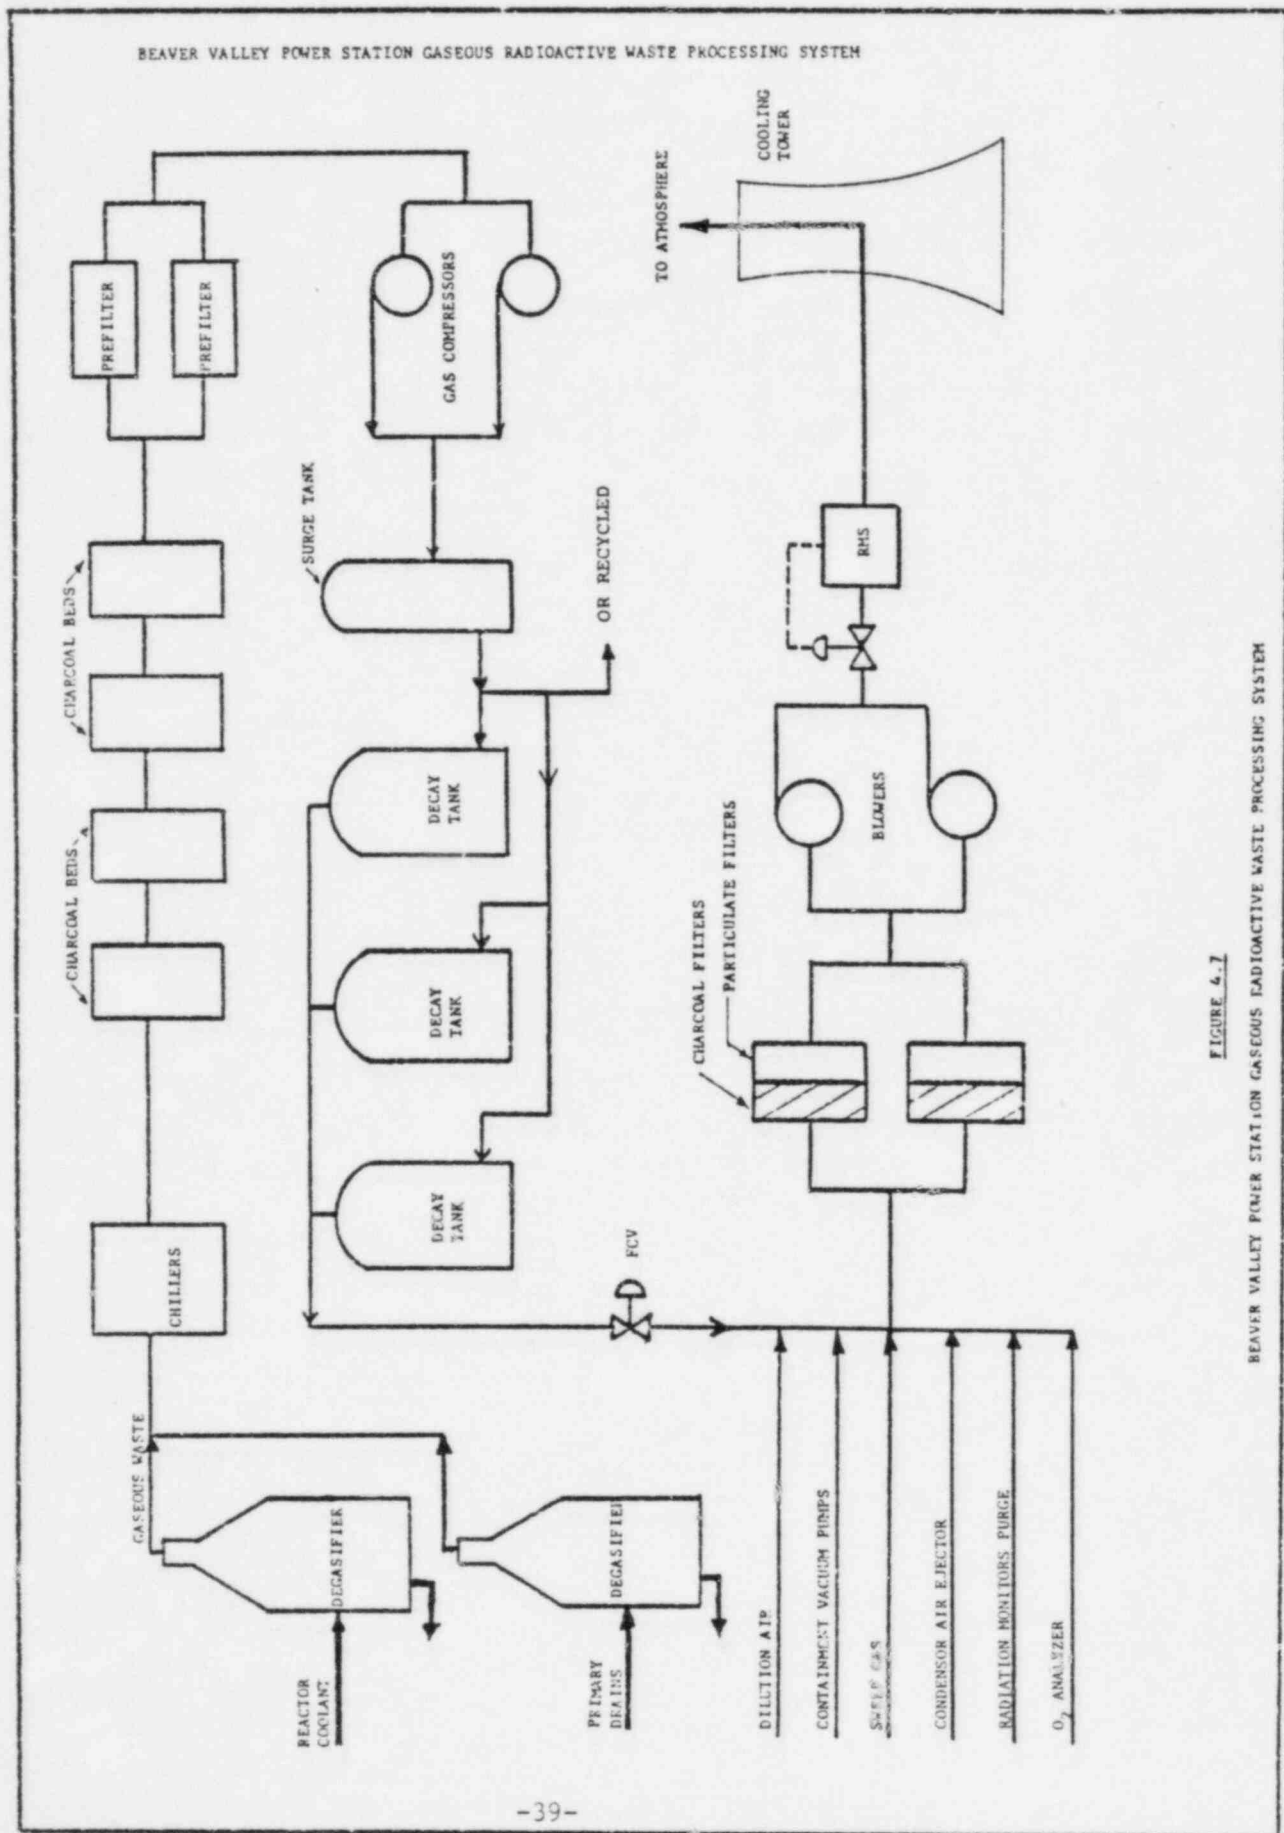 BEAVER VALLEY POWER STATION GASEOUS RADIOACTIVE WASTE PROCESSING SYSTEM
REACTOR
COOLANT
DEGASIFIER
GASEOUS WASTE
CHILLERS
CHARCOAL BEDS
CHARCOAL BEDS
PREFILTER
PREFILTER
PRIMARY
DRAINS
DEGASIFIER
DECAY
TANK
DECAY
TANK
DECAY
TANK
SURGE TANK
GAS COMPRESSORS
OR RECYCLED
FCV
DILUTION AIR
CONTAINMENT VACUUM PUMPS
SWEEP GAS
CONDENSOR AIR EJECTOR
RADIATION MONITORS PURGE
O2 ANALYZER
CHARCOAL FILTERS
PARTICULATE FILTERS
BLOWERS
RMS
TO ATMOSPHERE
COOLING
TOWER
FIGURE 4.7
BEAVER VALLEY POWER STATION GASEOUS RADIOACTIVE WASTE PROCESSING SYSTEM
-39-